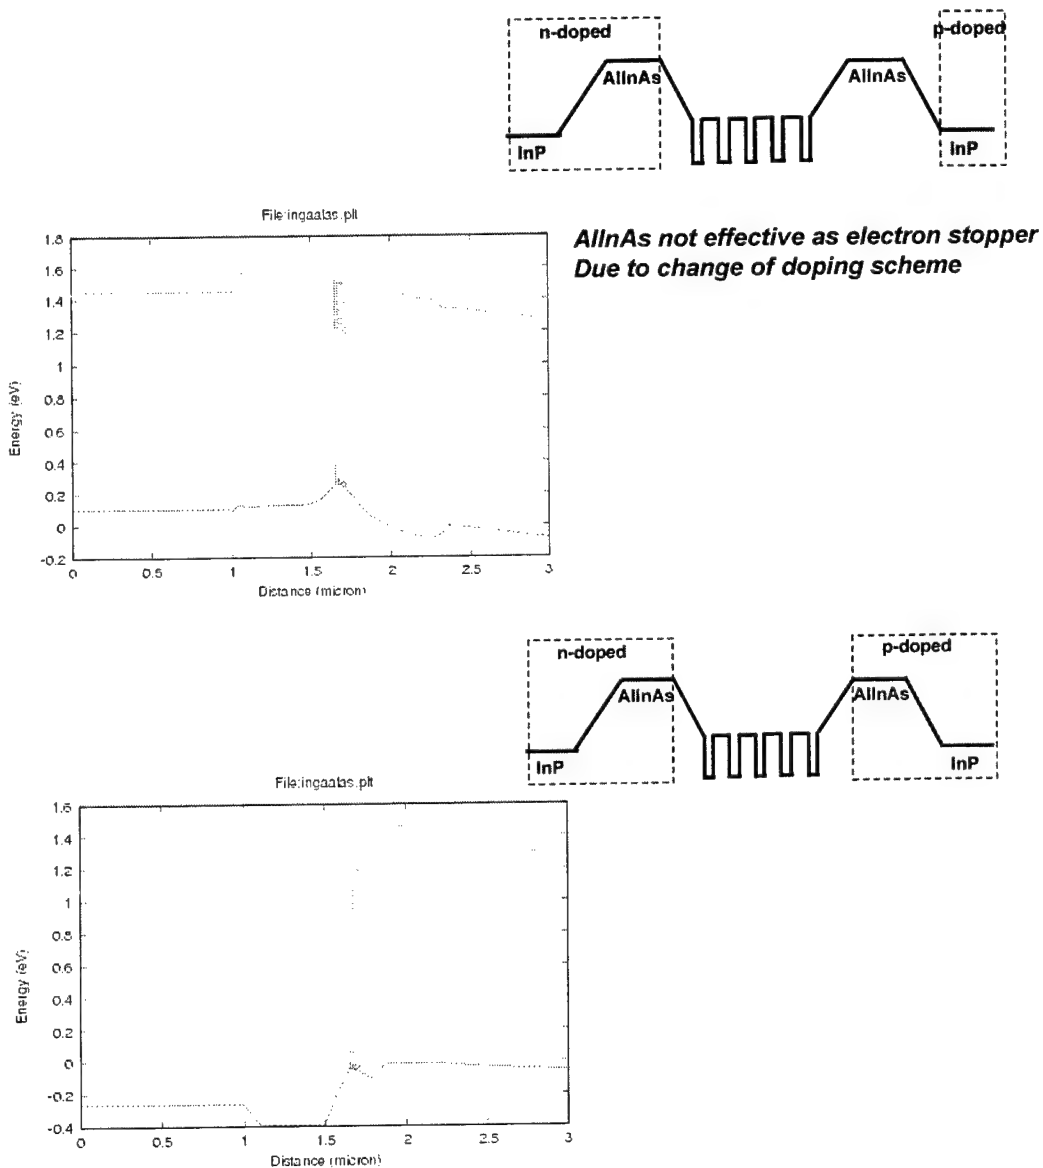 n-doped
p-doped
AlInAs
AlInAs
InP
InP
File:ingaalas.plt
AlInAs not effective as electron stopper
Due to change of doping scheme
1.8
1.6
1.4
1.2
1
0.8
0.6
0.4
0.2
0
-0.2
Energy (eV)
0
0.5
1
1.5
2
2.5
3
Distance (micron)
n-doped
p-doped
AlInAs
AlInAs
InP
InP
File:ingaalas.plt
1.6
1.4
1.2
1
0.8
0.6
0.4
0.2
0
-0.2
-0.4
Energy (eV)
0
0.5
1
1.5
2
2.5
3
Distance (micron)